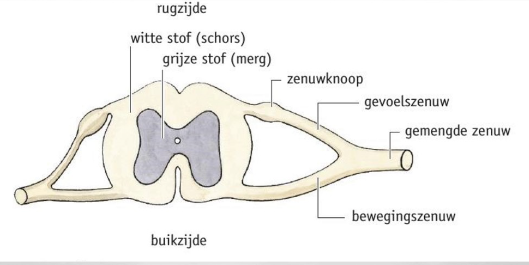 rugzijde
witte stof (schors)
grijze stof (merg)
zenuwknoop
gevoelszenuw
gemengde zenuw
bewegingszenuw
buikzijde